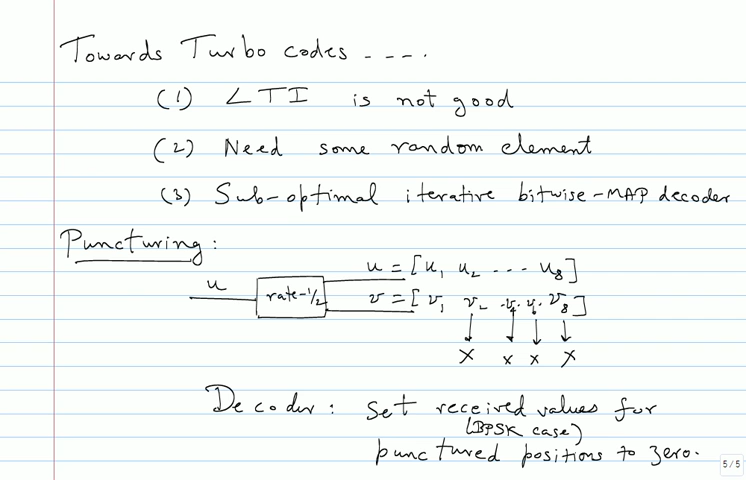 Towards Turbo codes ----.
(1) LTI is not good
(2) Need some random element
(3) Sub-optimal iterative bitwise-MAP decoder
Puncturing :
u
rate-1/2
u = [u₁ u₂ --- u₈]
v = [v₁ v₂ . v₄ . v₆ . v₈]
x x x x
Decoder : Set received values for
(BPSK case)
punctured positions to zero.
5/5